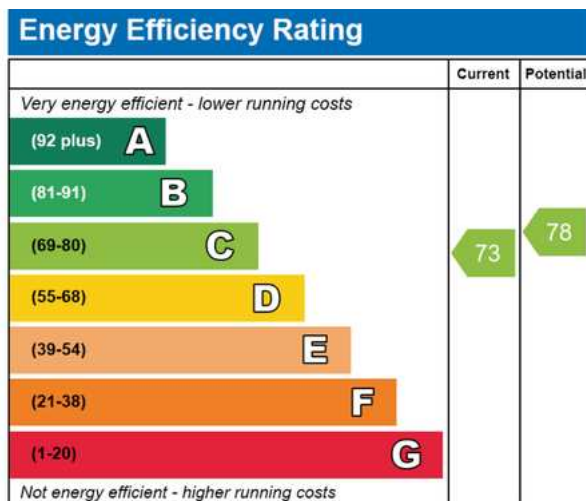 Energy Efficiency Rating
Current Potential
Very energy efficient - lower running costs
(92 plus) A
(81-91) B
(69-80) C
73
78
(55-68) D
(39-54) E
(21-38) F
(1-20) G
Not energy efficient - higher running costs